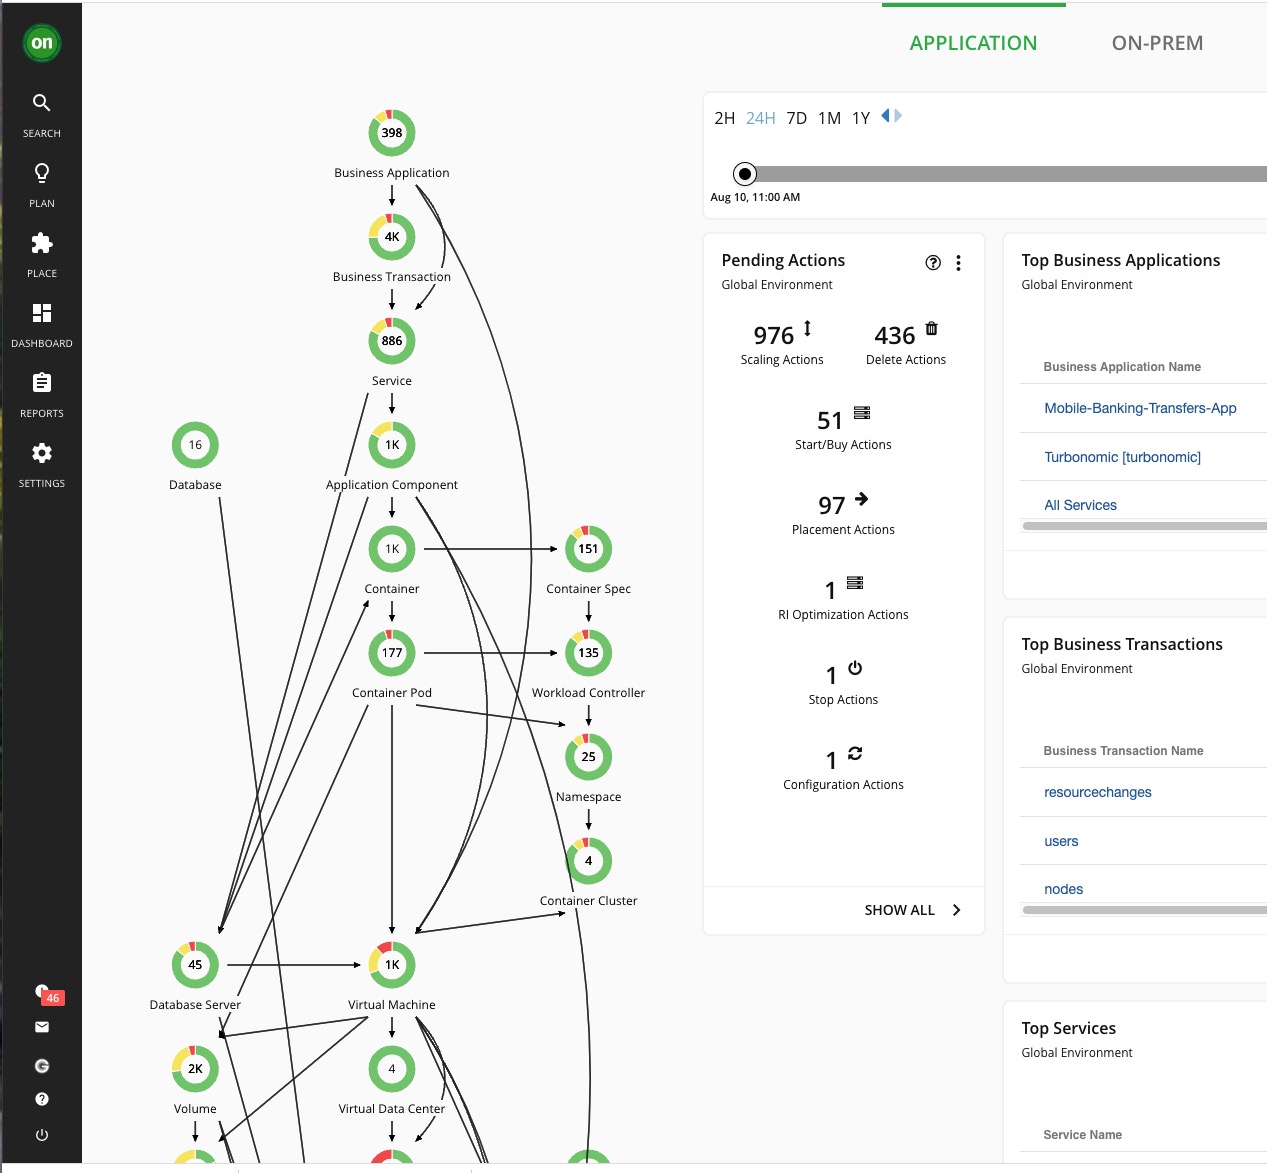 on
SEARCH
PLAN
PLACE
DASHBOARD
REPORTS
SETTINGS
46
G
?
398
Business Application
4K
Business Transaction
886
Service
16
Database
1K
Application Component
1K
Container
151
Container Spec
177
Container Pod
135
Workload Controller
25
Namespace
4
Container Cluster
45
Database Server
1K
Virtual Machine
2K
Volume
4
Virtual Data Center
APPLICATION ON-PREM
2H 24H 7D 1M 1Y
Aug 10, 11:00 AM
Pending Actions
Global Environment
976 436
Scaling Actions Delete Actions
51
Start/Buy Actions
97
Placement Actions
1
RI Optimization Actions
1
Stop Actions
1
Configuration Actions
SHOW ALL
Top Business Applications
Global Environment
Business Application Name
Mobile-Banking-Transfers-App
Turbonomic [turbonomic]
All Services
Top Business Transactions
Global Environment
Business Transaction Name
resourcechanges
users
nodes
Top Services
Global Environment
Service Name